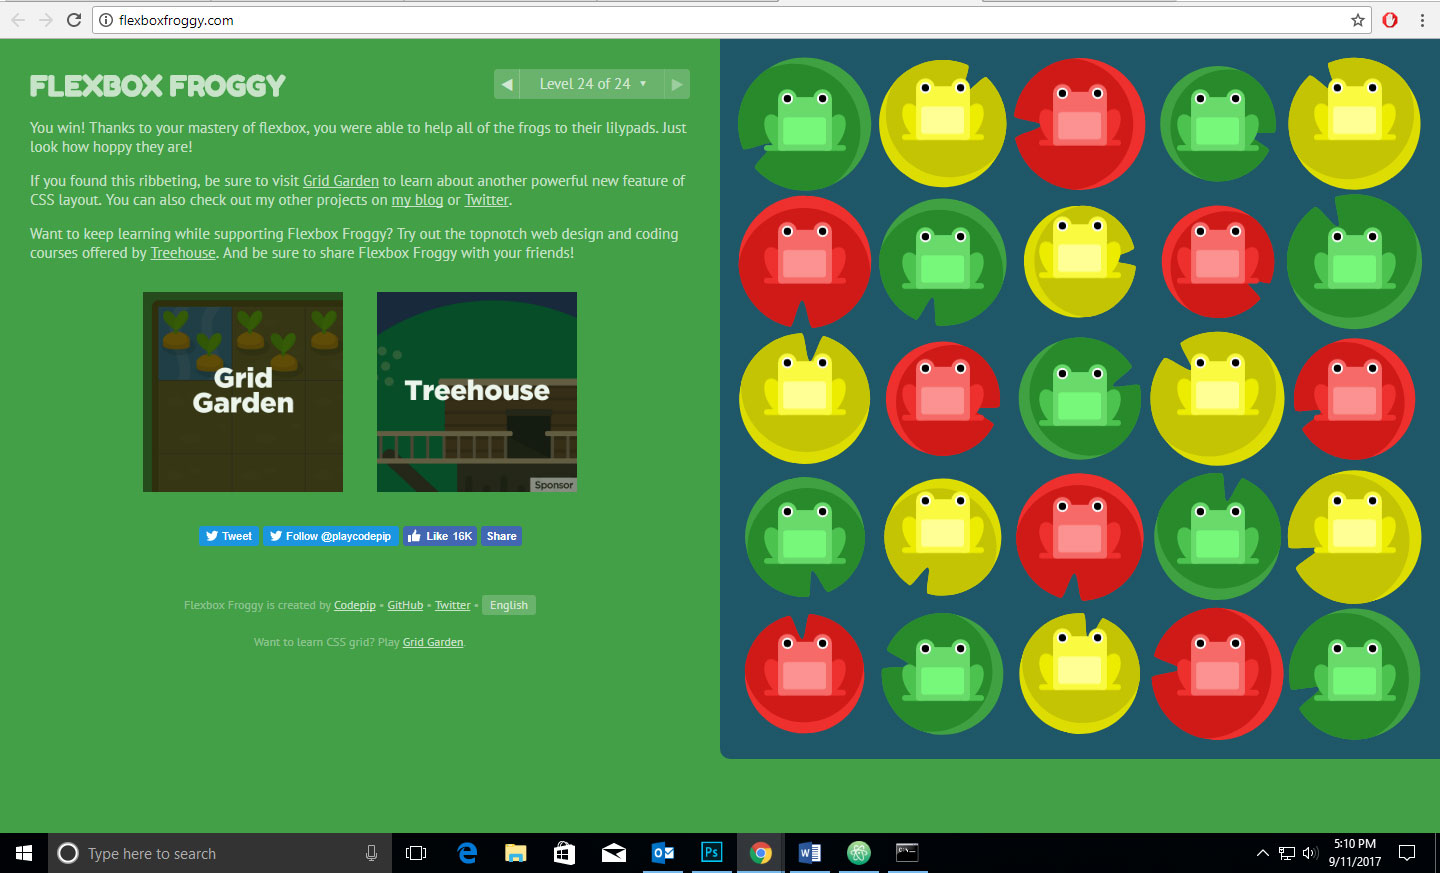 flexboxfroggy.com
FLEXBOX FROGGY
◀ Level 24 of 24 ▼ ▶
You win! Thanks to your mastery of flexbox, you were able to help all of the frogs to their lilypads. Just
look how hoppy they are!
If you found this ribbeting, be sure to visit Grid Garden to learn about another powerful new feature of
CSS layout. You can also check out my other projects on my blog or Twitter.
Want to keep learning while supporting Flexbox Froggy? Try out the topnotch web design and coding
courses offered by Treehouse. And be sure to share Flexbox Froggy with your friends!
Grid
Garden
Treehouse
Sponsor
Tweet Follow @playcodepip Like 16K Share
Flexbox Froggy is created by Codepip • GitHub • Twitter • English
Want to learn CSS grid? Play Grid Garden.
Type here to search
Ps
5:10 PM
9/11/2017